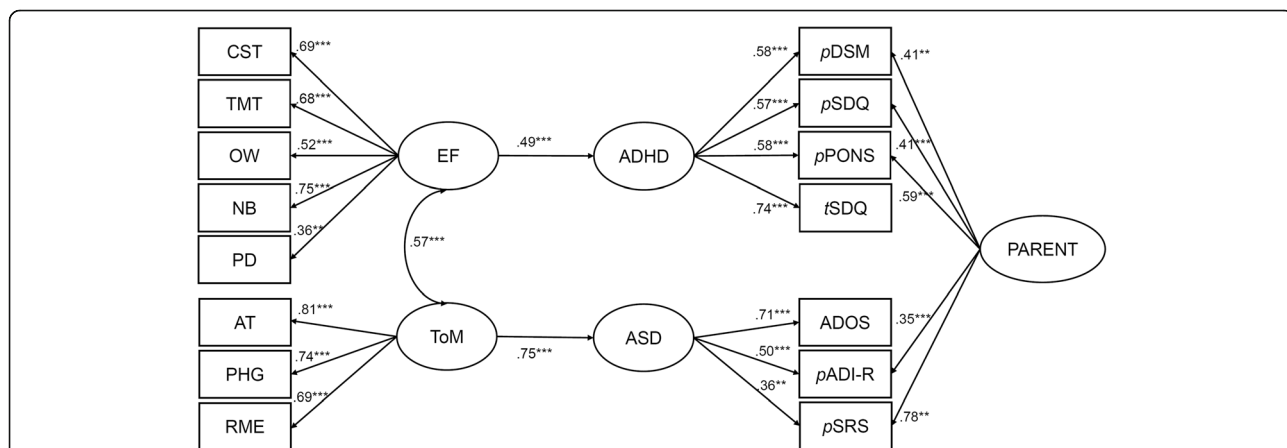 CST
.69***
TMT
.68***
OW
.52***
NB
.75***
PD
.36**
EF
.49***
ADHD
.58***
pDSM
.57***
pSDQ
.58***
pPONS
.74***
tSDQ
.41**
.41***
.59***
PARENT
.57***
AT
.81***
PHG
.74***
RME
.69***
ToM
.75***
ASD
.71***
ADOS
.50***
pADI-R
.36**
pSRS
.35***
.78**